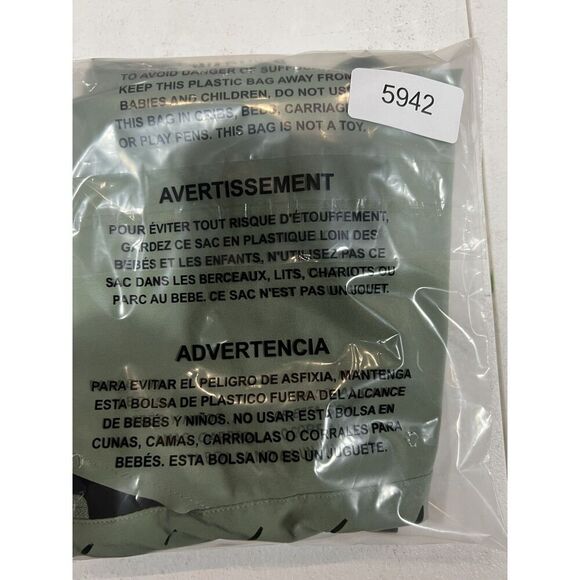 TO AVOID DANGER OF SUFFOCATION,
KEEP THIS PLASTIC BAG AWAY FROM
BABIES AND CHILDREN, DO NOT USE
THIS BAG IN CRIBS, BEDS, CARRIAGES
OR PLAY PENS. THIS BAG IS NOT A TOY.
5942
AVERTISSEMENT
POUR ÉVITER TOUT RISQUE D'ÉTOUFFEMENT,
GARDEZ CE SAC EN PLASTIQUE LOIN DES
BÉBÉS ET LES ENFANTS, N'UTILISEZ PAS CE
SAC DANS LES BERCEAUX, LITS, CHARIOTS OU
PARC AU BEBE. CE SAC N'EST PAS UN JOUET.
ADVERTENCIA
PARA EVITAR EL PELIGRO DE ASFIXIA, MANTENGA
ESTA BOLSA DE PLASTICO FUERA DEL ALCANCE
DE BEBÉS Y NIÑOS. NO USAR ESTA BOLSA EN
CUNAS, CAMAS, CARRIOLAS O CORRALES PARA
BEBÉS. ESTA BOLSA NO ES UN JUGUETE.